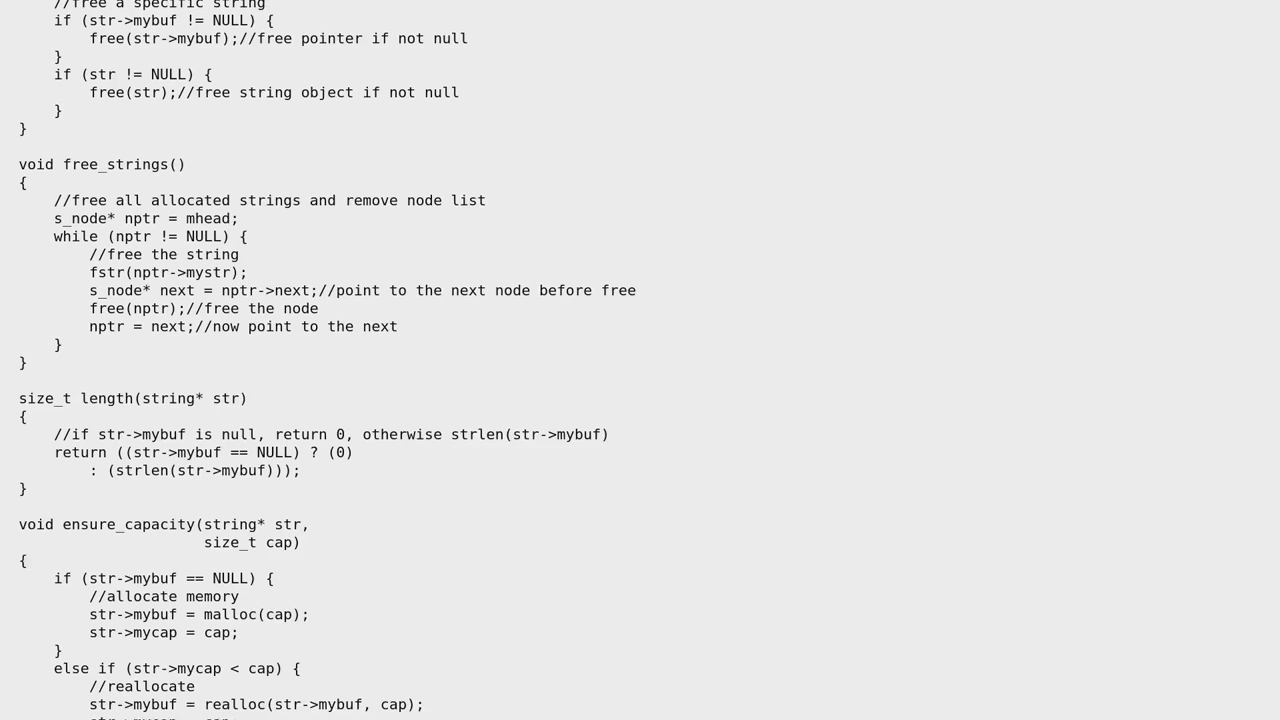 //free a specific string
if (str->mybuf != NULL) {
free(str->mybuf);//free pointer if not null
}
if (str != NULL) {
free(str);//free string object if not null
}
}
void free_strings()
{
//free all allocated strings and remove node list
s_node* nptr = mhead;
while (nptr != NULL) {
//free the string
fstr(nptr->mystr);
s_node* next = nptr->next;//point to the next node before free
free(nptr);//free the node
nptr = next;//now point to the next
}
}
size_t length(string* str)
{
//if str->mybuf is null, return 0, otherwise strlen(str->mybuf)
return ((str->mybuf == NULL) ? (0)
: (strlen(str->mybuf)));
}
void ensure_capacity(string* str,
size_t cap)
{
if (str->mybuf == NULL) {
//allocate memory
str->mybuf = malloc(cap);
str->mycap = cap;
}
else if (str->mycap < cap) {
//reallocate
str->mybuf = realloc(str->mybuf, cap);